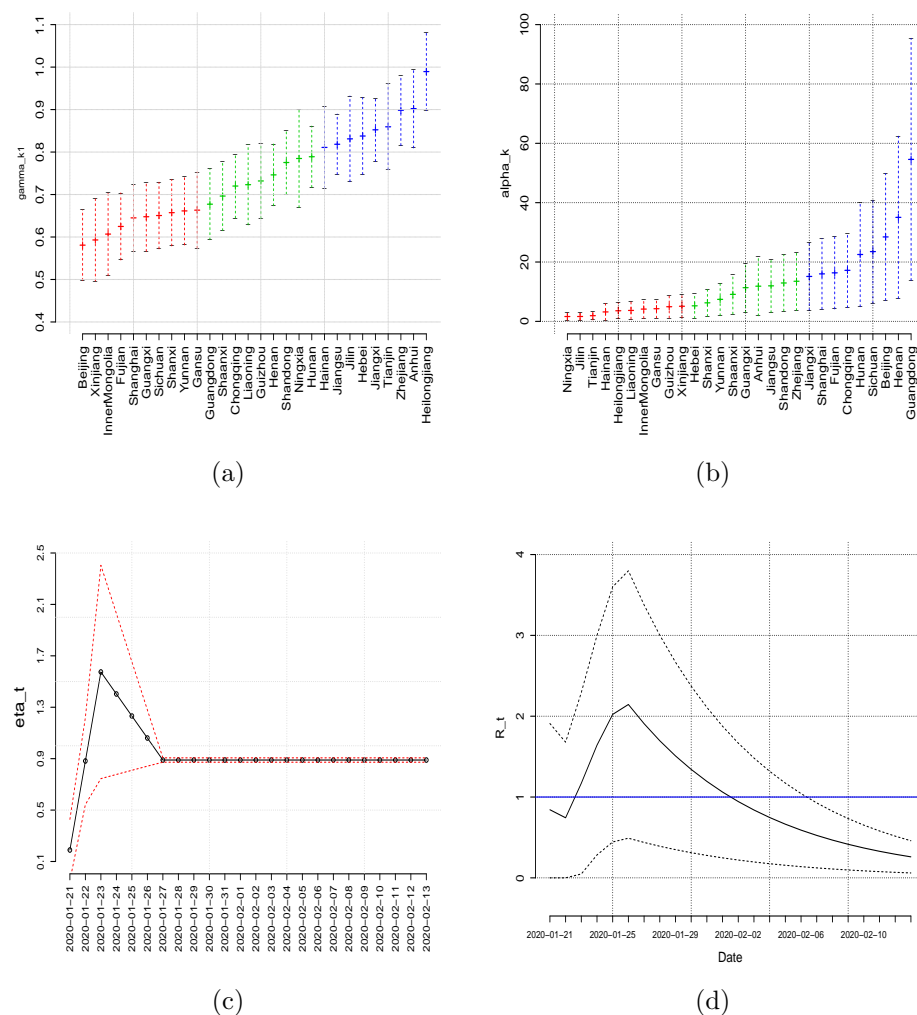 gamma_k1
0.4 0.5 0.6 0.7 0.8 0.9 1.0 1.1
Beijing
Xinjiang
InnerMongolia
Fujian
Shanghai
Guangxi
Sichuan
Shanxi
Yunnan
Gansu
Guangdong
Shaanxi
Chongqing
Liaoning
Guizhou
Henan
Shandong
Ningxia
Hunan
Hainan
Jiangsu
Jilin
Hebei
Jiangxi
Tianjin
Zhejiang
Anhui
Heilongjiang
(a)
alpha_k
0 20 40 60 80 100
Ningxia
Jilin
Tianjin
Hainan
Heilongjiang
Liaoning
InnerMongolia
Gansu
Guizhou
Xinjiang
Hebei
Shanxi
Yunnan
Shaanxi
Guangxi
Anhui
Jiangsu
Shandong
Zhejiang
Jiangxi
Shanghai
Fujian
Chongqing
Hunan
Sichuan
Beijing
Henan
Guangdong
(b)
eta_t
0.1 0.5 0.9 1.3 1.7 2.1 2.5
2020−01−21
2020−01−22
2020−01−23
2020−01−24
2020−01−25
2020−01−26
2020−01−27
2020−01−28
2020−01−29
2020−01−30
2020−01−31
2020−02−01
2020−02−02
2020−02−03
2020−02−04
2020−02−05
2020−02−06
2020−02−07
2020−02−08
2020−02−09
2020−02−10
2020−02−11
2020−02−12
2020−02−13
(c)
R_t
0 1 2 3 4
2020−01−21 2020−01−25 2020−01−29 2020−02−02 2020−02−06 2020−02−10
Date
(d)